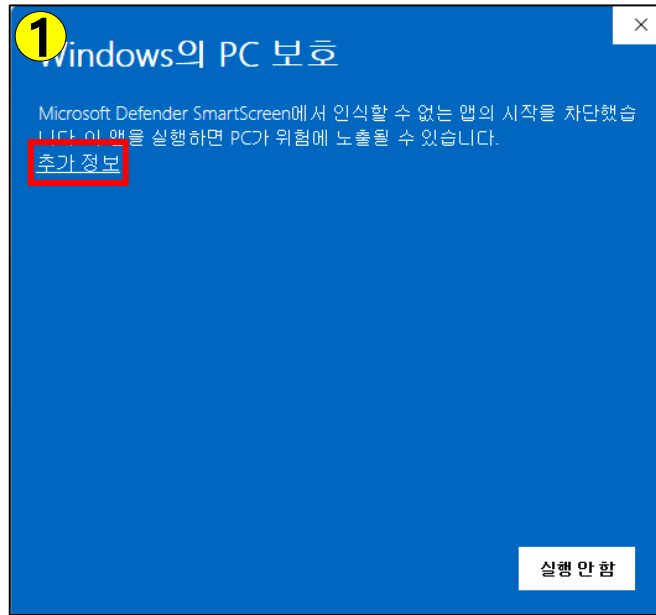 1
Windows의 PC 보호
Microsoft Defender SmartScreen에서 인식할 수 없는 앱의 시작을 차단했습
니다. 이 앱을 실행하면 PC가 위험에 노출될 수 있습니다.
추가 정보
실행 안 함